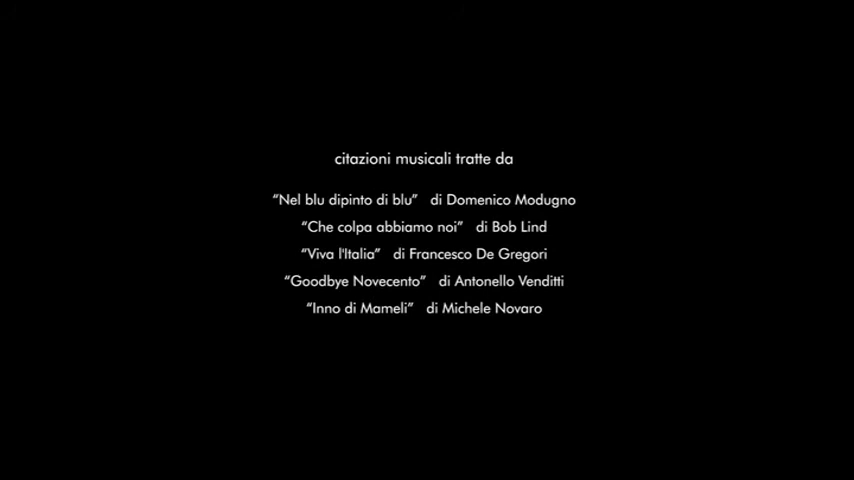 citazioni musicali tratte da
“Nel blu dipinto di blu” di Domenico Modugno
“Che colpa abbiamo noi” di Bob Lind
“Viva l'Italia” di Francesco De Gregori
“Goodbye Novecento” di Antonello Venditti
“Inno di Mameli” di Michele Novaro